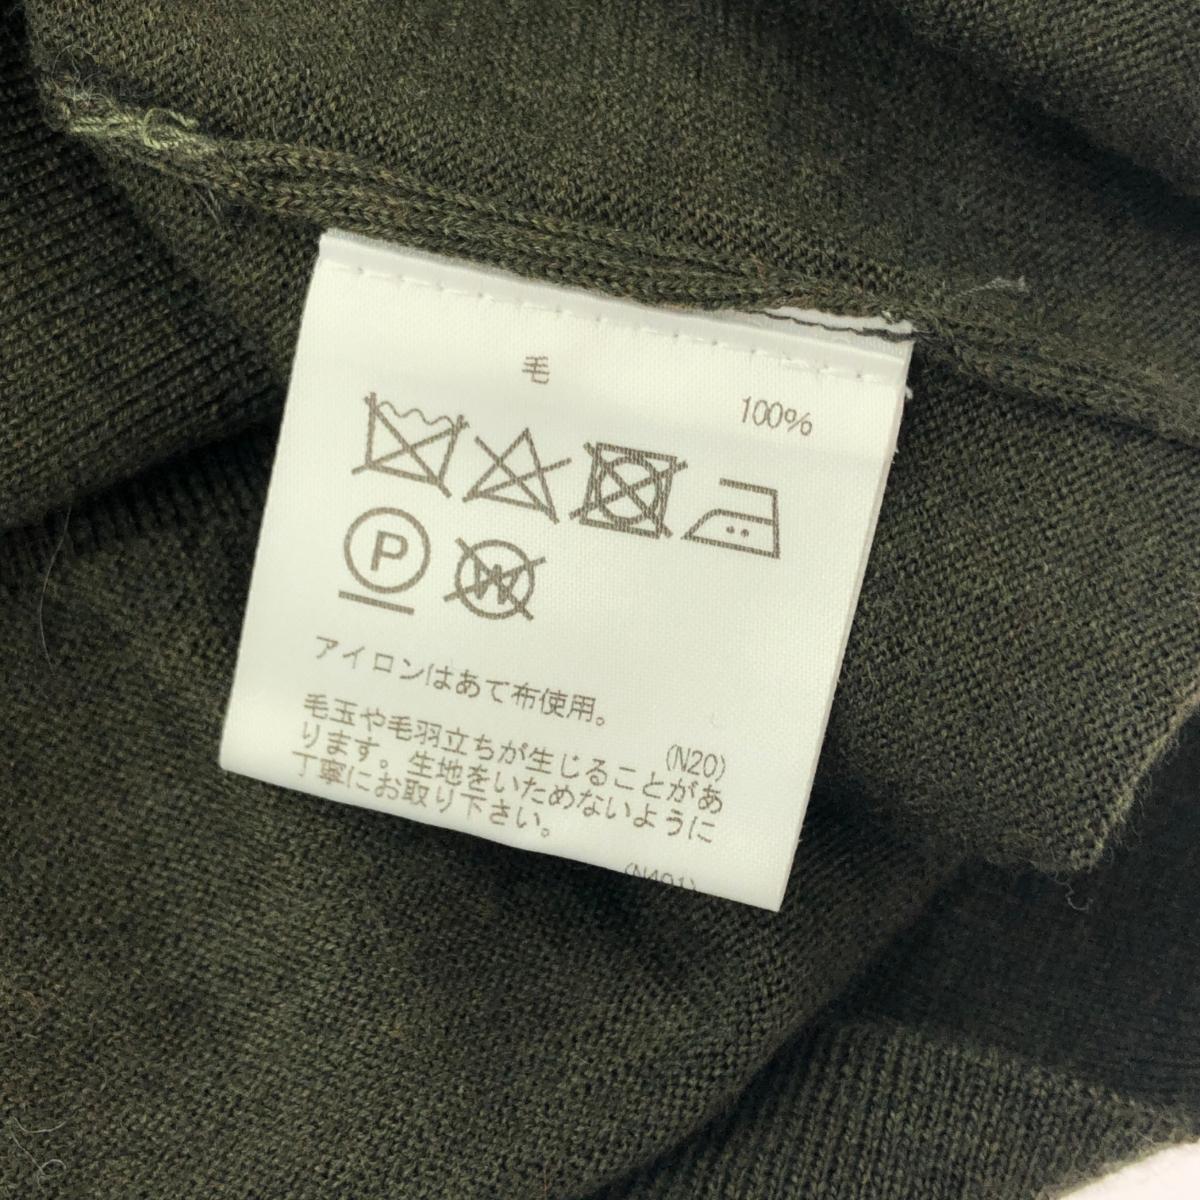 毛 100%
P W
アイロンはあて布使用。
(N20)
毛玉や毛羽立ちが生じることがあ
ります。生地をいためないように
丁寧にお取り下さい。